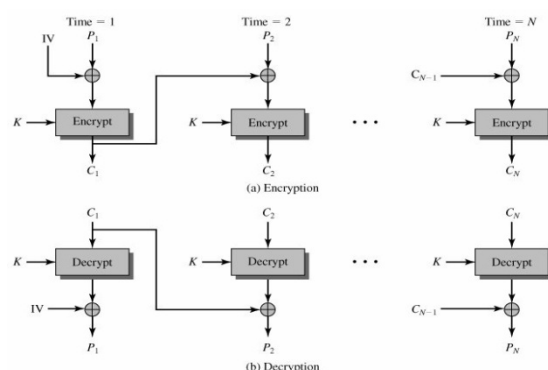 Time = 1 Time = 2 Time = N
IV P1 P2 PN
CN−1
K Encrypt K Encrypt • • • K Encrypt
C1 C2 CN
(a) Encryption
C1 C2 CN
K Decrypt K Decrypt • • • K Decrypt
IV CN−1
P1 P2 PN
(b) Decryption